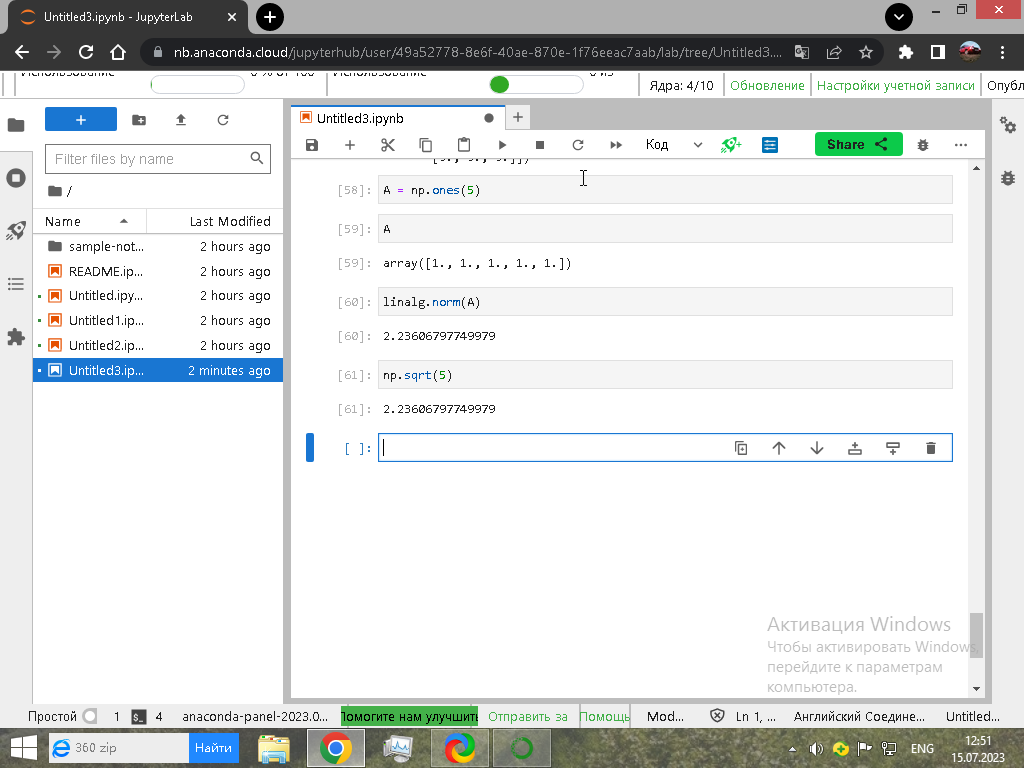 Untitled3.ipynb - JupyterLab
nb.anaconda.cloud/jupyterhub/user/49a52778-8e6f-40ae-870e-1f76eeac7aab/lab/tree/Untitled3....
Использование
0 % от 100
Использование
0 из
Ядра: 4/10
Обновление
Настройки учетной записи
Опубл
Filter files by name
/
Name
Last Modified
sample-not...
2 hours ago
README.ip...
2 hours ago
Untitled.ipy...
2 hours ago
Untitled1.ip...
2 hours ago
Untitled2.ip...
2 hours ago
Untitled3.ip...
2 minutes ago
Untitled3.ipynb
Код
Share
[58]: A = np.ones(5)
[59]: A
[59]: array([1., 1., 1., 1., 1.])
[60]: linalg.norm(A)
[60]: 2.23606797749979
[61]: np.sqrt(5)
[61]: 2.23606797749979
[ ]:
Активация Windows
Чтобы активировать Windows,
перейдите к параметрам
компьютера.
Простой
1
4
anaconda-panel-2023.0...
Помогите нам улучшить
Отправить за
Помощь
Mod...
Ln 1, ...
Английский Соедине...
Untitled...
360 zip
Найти
ENG
12:51
15.07.2023